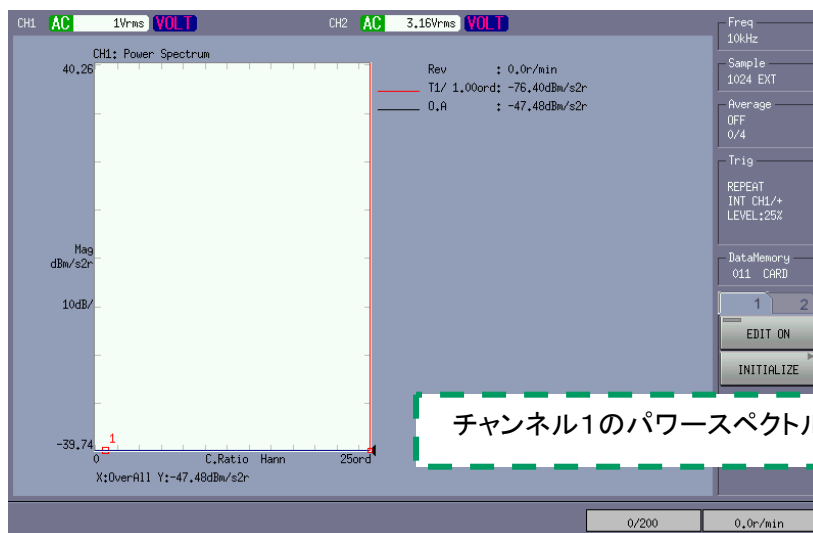 CH1 AC 1Vrms VOLT CH2 AC 3.16Vrms VOLT
Freq
10kHz
Sample
1024 EXT
Average
OFF
0/4
Trig
REPEAT
INT CH1/+
LEVEL:25%
DataMemory
011 CARD
1 2
EDIT ON
INITIALIZE
CH1: Power Spectrum
40.26
Rev : 0.0r/min
T1/ 1.00ord: -76.40dBm/s2r
O.A : -47.48dBm/s2r
Mag
dBm/s2r
10dB/
-39.74
1
0 C.Ratio Hann 25ord
X:OverAll Y:-47.48dBm/s2r
チャンネル1のパワースペクトル
0/200 0.0r/min